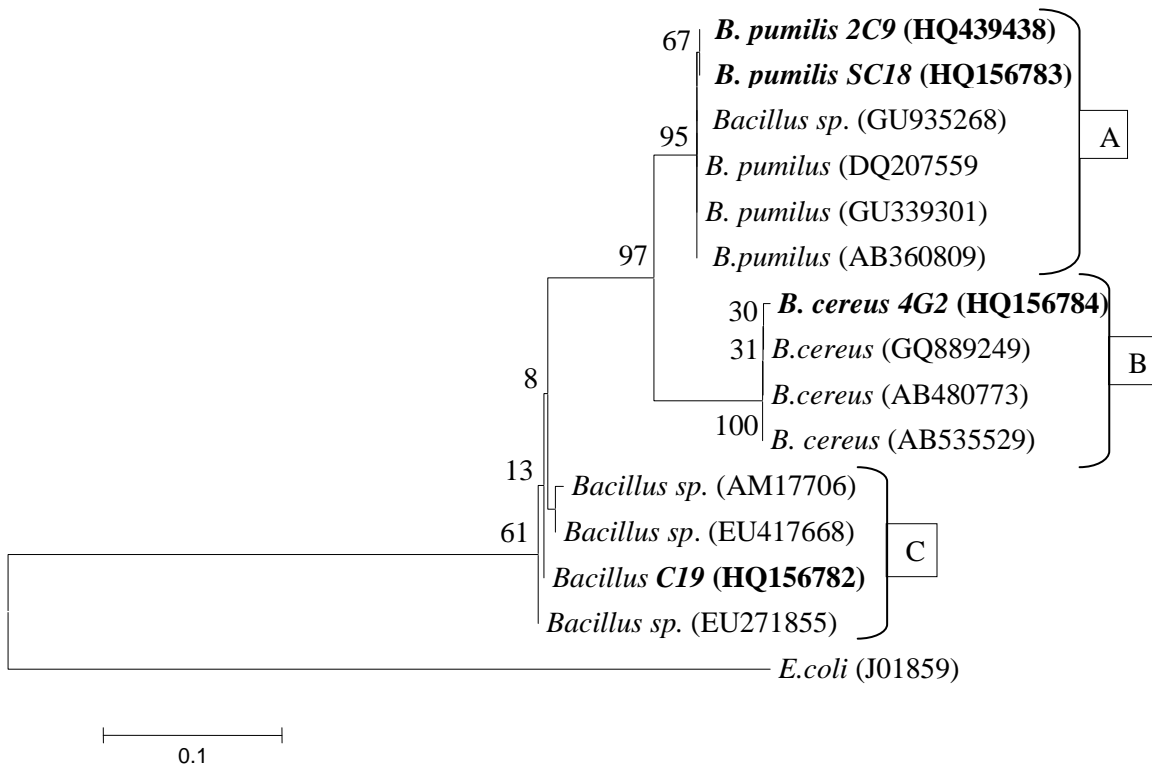 67
B. pumilis 2C9 (HQ439438)
B. pumilis SC18 (HQ156783)
Bacillus sp. (GU935268)
A
95
B. pumilus (DQ207559
B. pumilus (GU339301)
97
B.pumilus (AB360809)
30
B. cereus 4G2 (HQ156784)
31
B.cereus (GQ889249)
B
8
B.cereus (AB480773)
100
B. cereus (AB535529)
13
Bacillus sp. (AM17706)
61
Bacillus sp. (EU417668)
C
Bacillus C19 (HQ156782)
Bacillus sp. (EU271855)
E.coli (J01859)
0.1